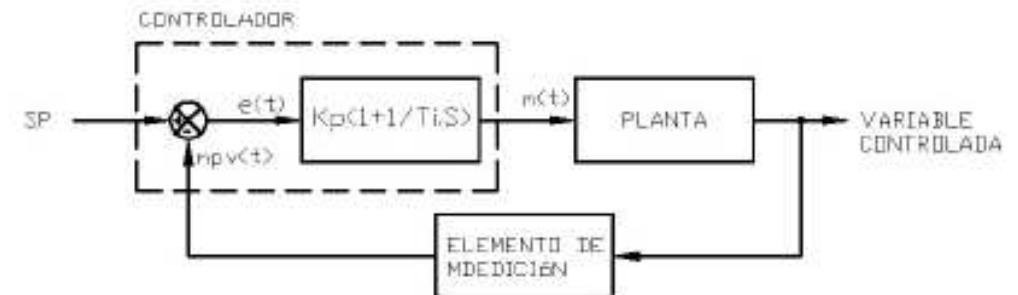 CONTROLADOR
SP
e(t)
Kp(1+1/Ti.S)
m(t)
PLANTA
VARIABLE
CONTROLADA
mpv(t)
ELEMENTO DE
MDEDICIÓN